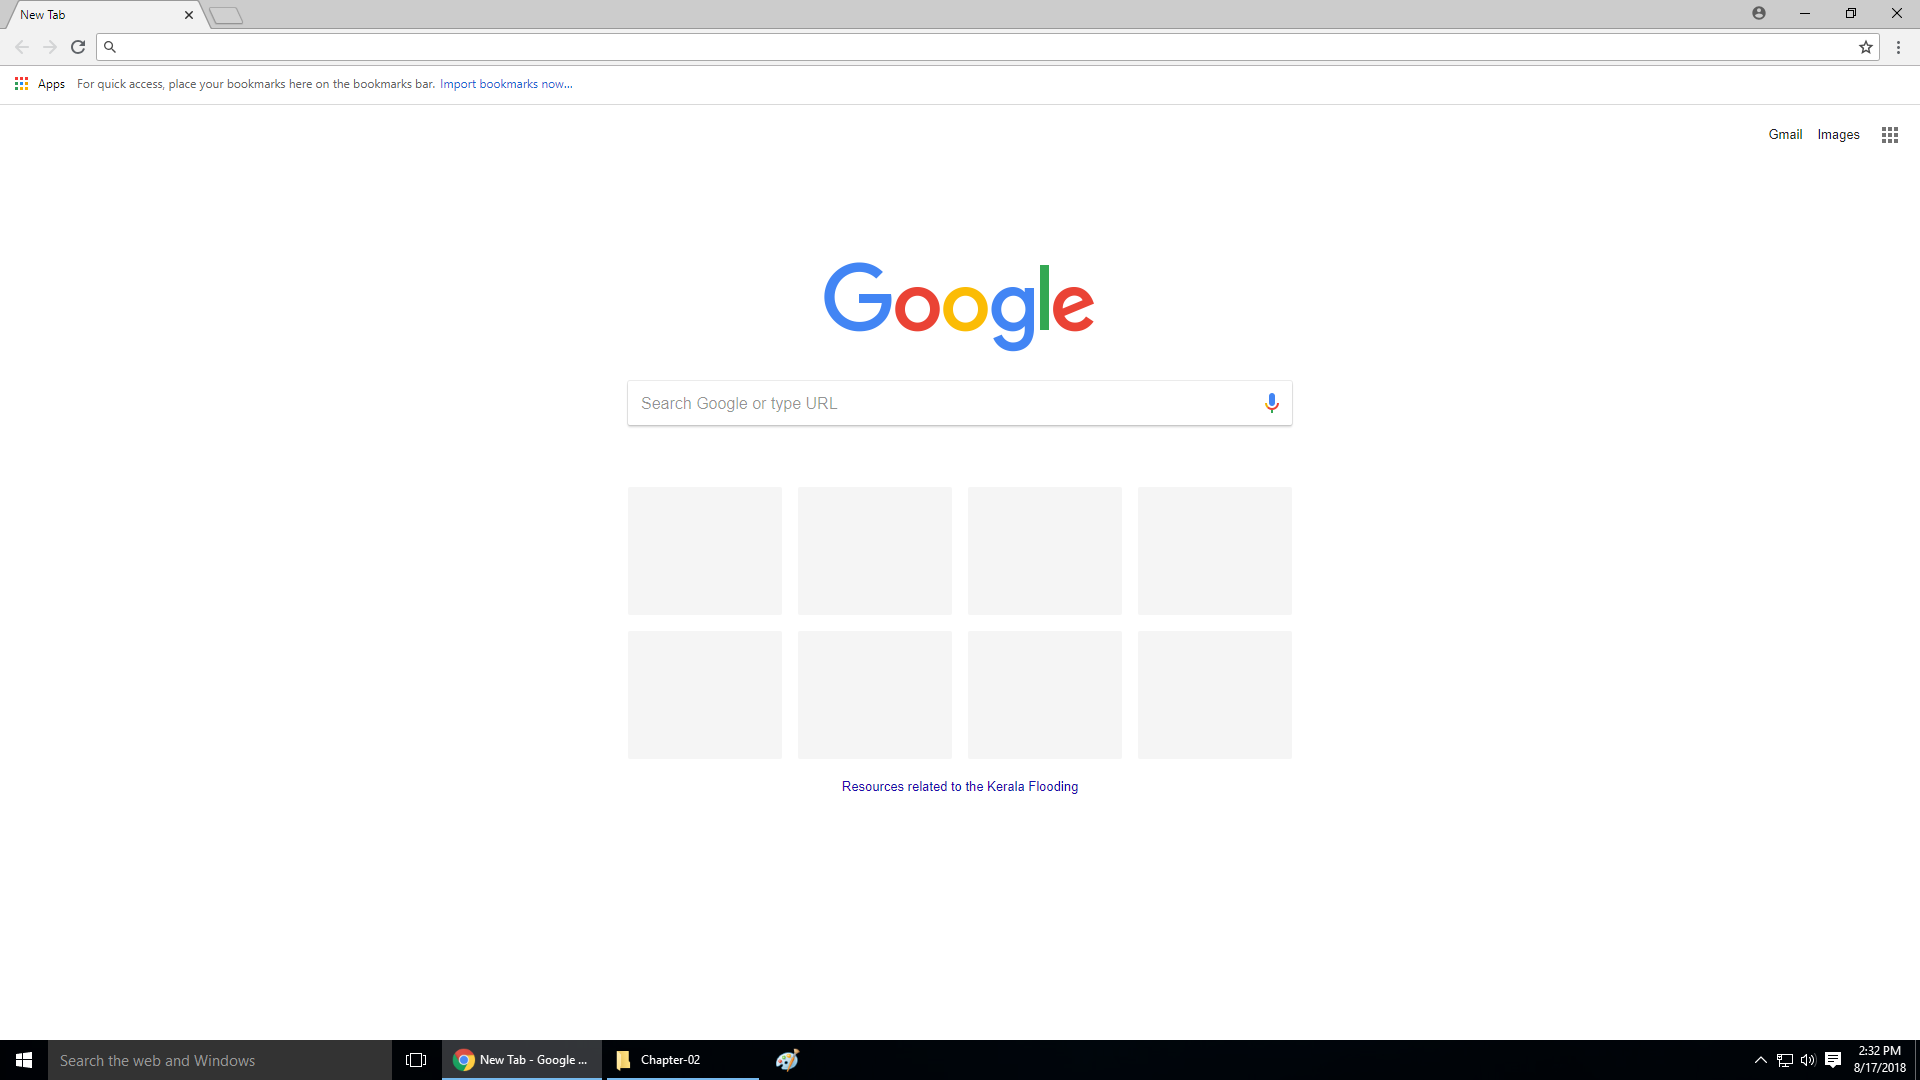 New Tab
Apps For quick access, place your bookmarks here on the bookmarks bar. Import bookmarks now...
Gmail Images
Google
Search Google or type URL
Resources related to the Kerala Flooding
Search the web and Windows
New Tab - Google ...
Chapter-02
2:32 PM
8/17/2018